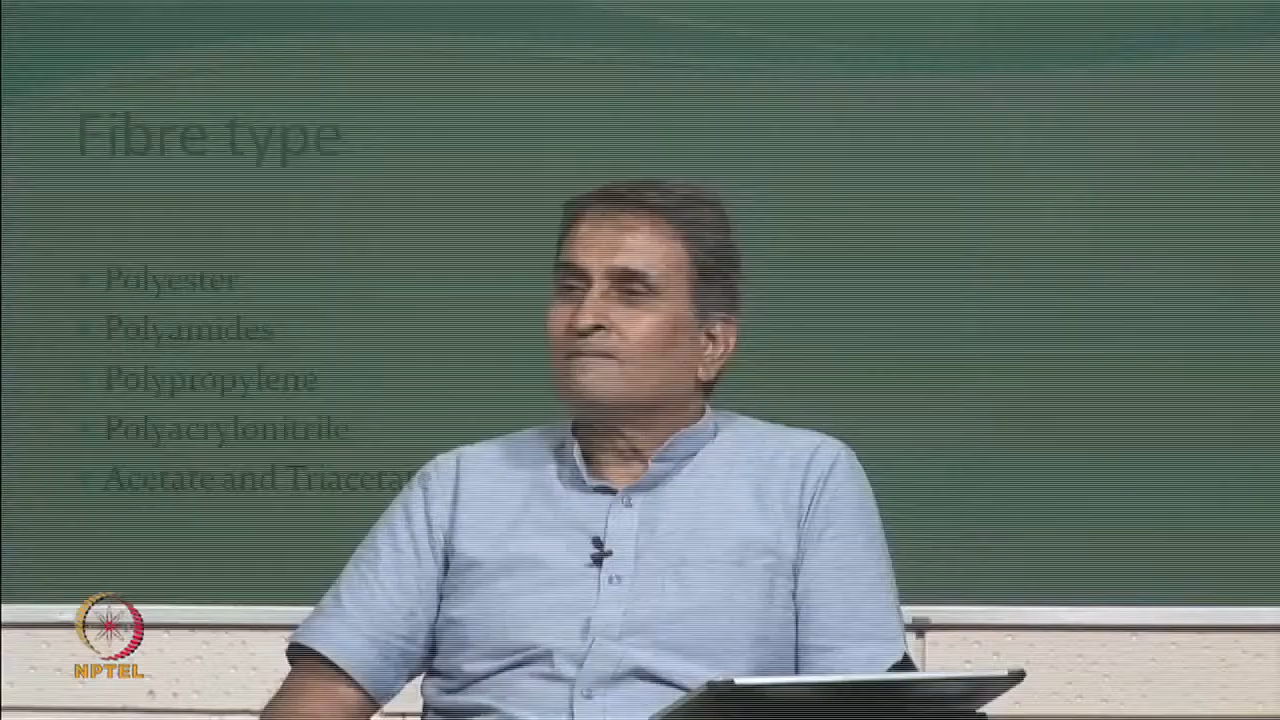 Fibre type
• Polyester
• Polyamides
• Polypropylene
• Polyacrylonitrile
• Acetate and Triacetate
NPTEL